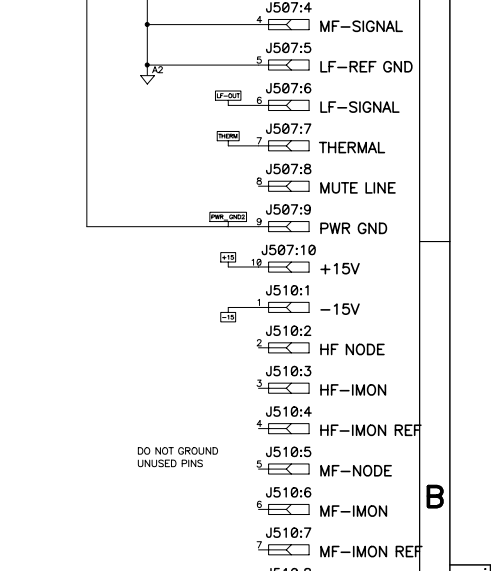 J507:4
4 MF-SIGNAL
J507:5
5 LF-REF GND
A2
J507:6
LF-OUT
6 LF-SIGNAL
J507:7
THERM
7 THERMAL
J507:8
8 MUTE LINE
J507:9
PWR_GND2
9 PWR GND
J507:10
+15
10 +15V
J510:1
1 -15V
-15
J510:2
2 HF NODE
J510:3
3 HF-IMON
J510:4
4 HF-IMON REF
DO NOT GROUND
UNUSED PINS
J510:5
5 MF-NODE
J510:6
6 MF-IMON
B
J510:7
7 MF-IMON REF